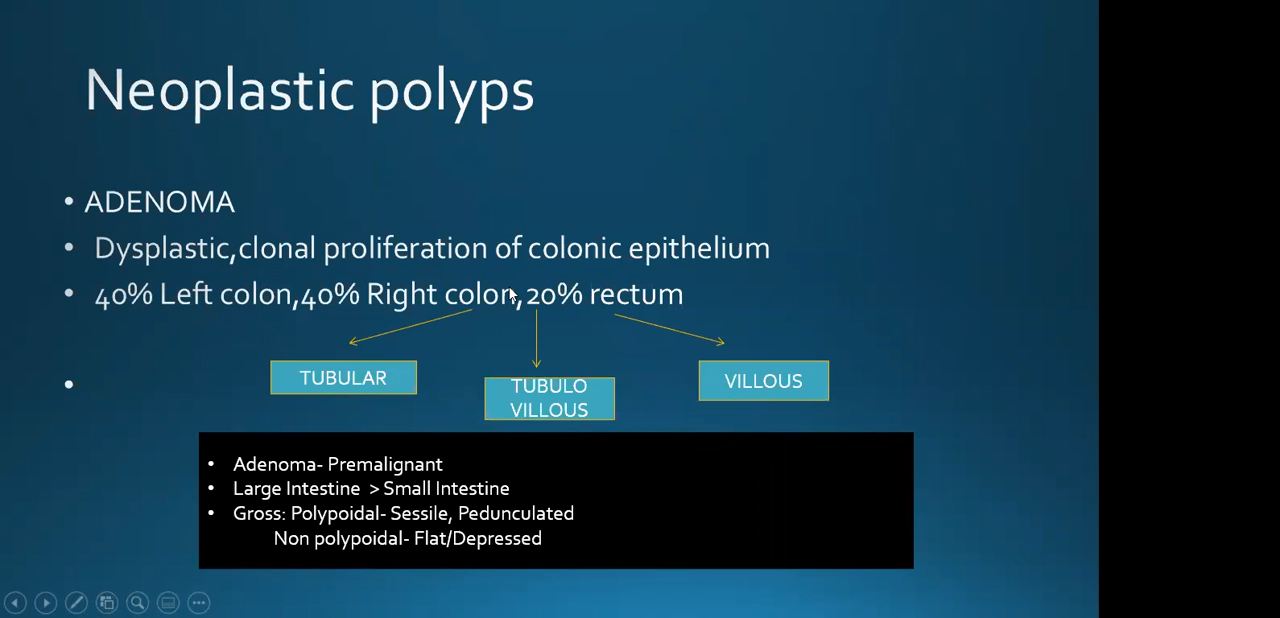 Neoplastic polyps
• ADENOMA
• Dysplastic,clonal proliferation of colonic epithelium
• 40% Left colon,40% Right colon,20% rectum
•
TUBULAR
TUBULO
VILLOUS
VILLOUS
• Adenoma- Premalignant
• Large Intestine > Small Intestine
• Gross: Polypoidal- Sessile, Pedunculated
Non polypoidal- Flat/Depressed